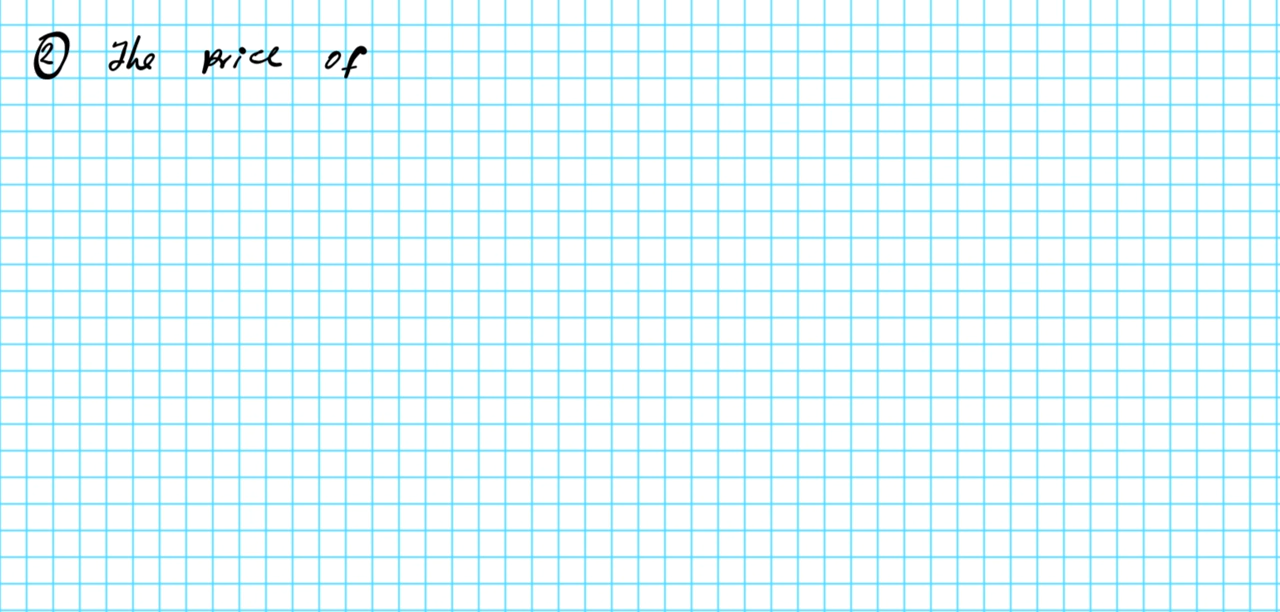 ② The price of